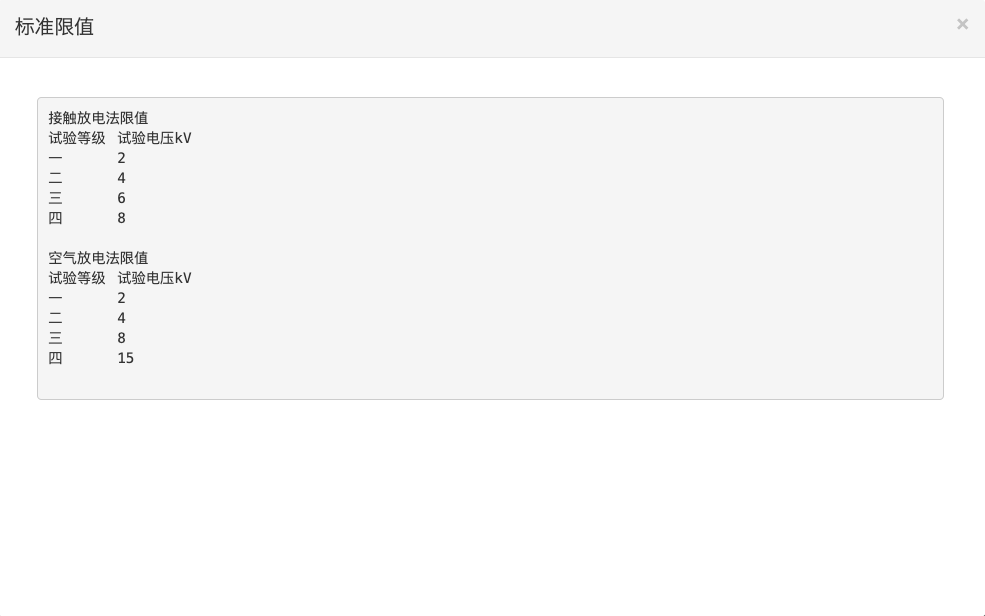 标准限值
×
接触放电法限值
试验等级 试验电压kV
一 2
二 4
三 6
四 8
空气放电法限值
试验等级 试验电压kV
一 2
二 4
三 8
四 15